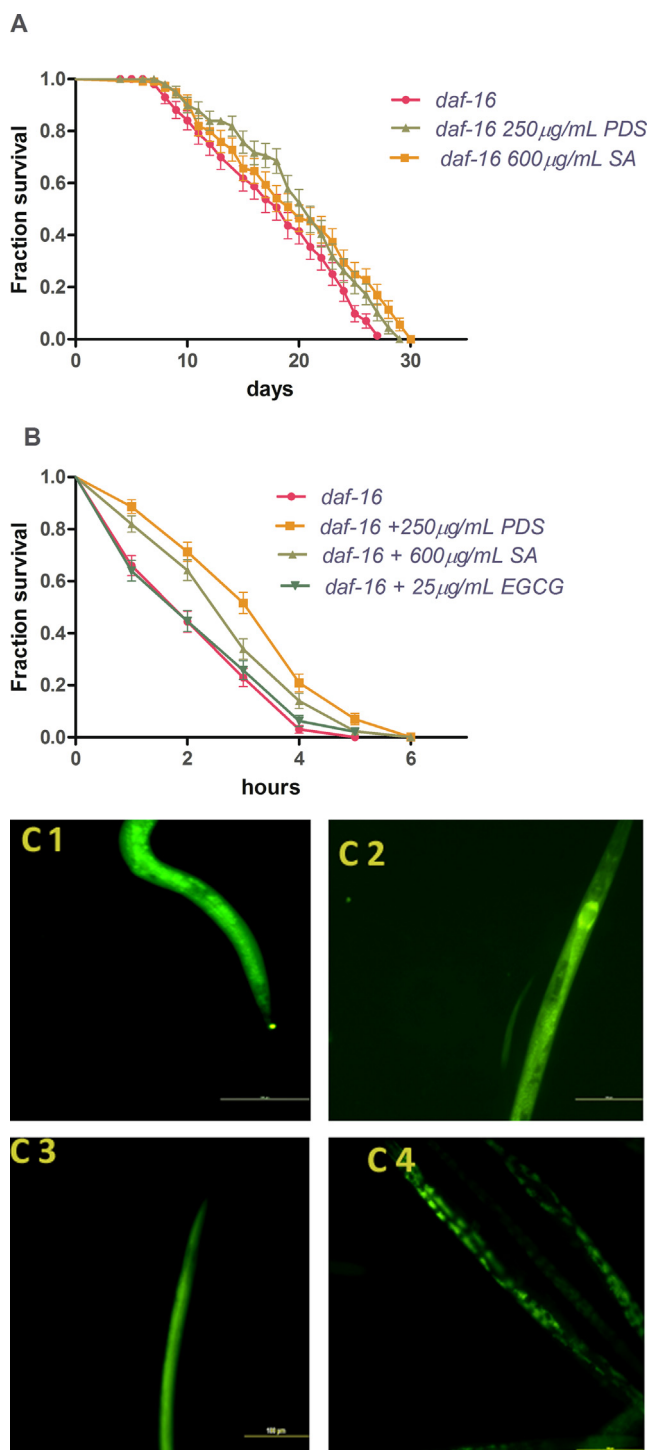 A
1.0
0.8
0.6
0.4
0.2
0.0
Fraction survival
0
10
20
30
days
daf-16
daf-16 250µg/mL PDS
daf-16 600µg/mL SA
B
1.0
0.8
0.6
0.4
0.2
0.0
Fraction survival
0
2
4
6
hours
daf-16
daf-16 +250µg/mL PDS
daf-16 + 600µg/mL SA
daf-16 + 25µg/mL EGCG
C 1
C 2
C 3
100 µm
C 4